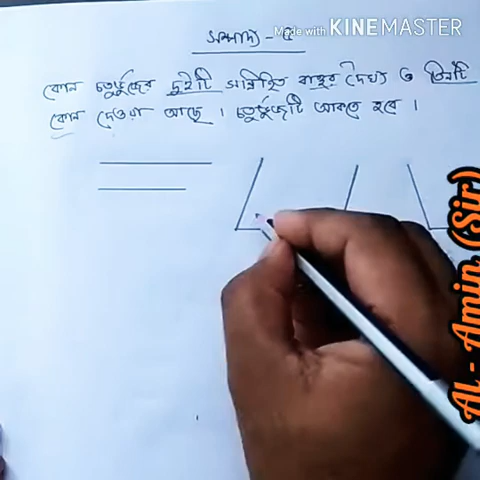 Made with KINEMASTER
সম্পাদ্য - ৫
কোন চতুর্ভুজের দুইটি সন্নিহিত বাহুর দৈর্ঘ্য ও তিনটি
কোন দেওয়া আছে । চতুর্ভুজটি আঁকতে হবে ।
Al - Amin (Sir)